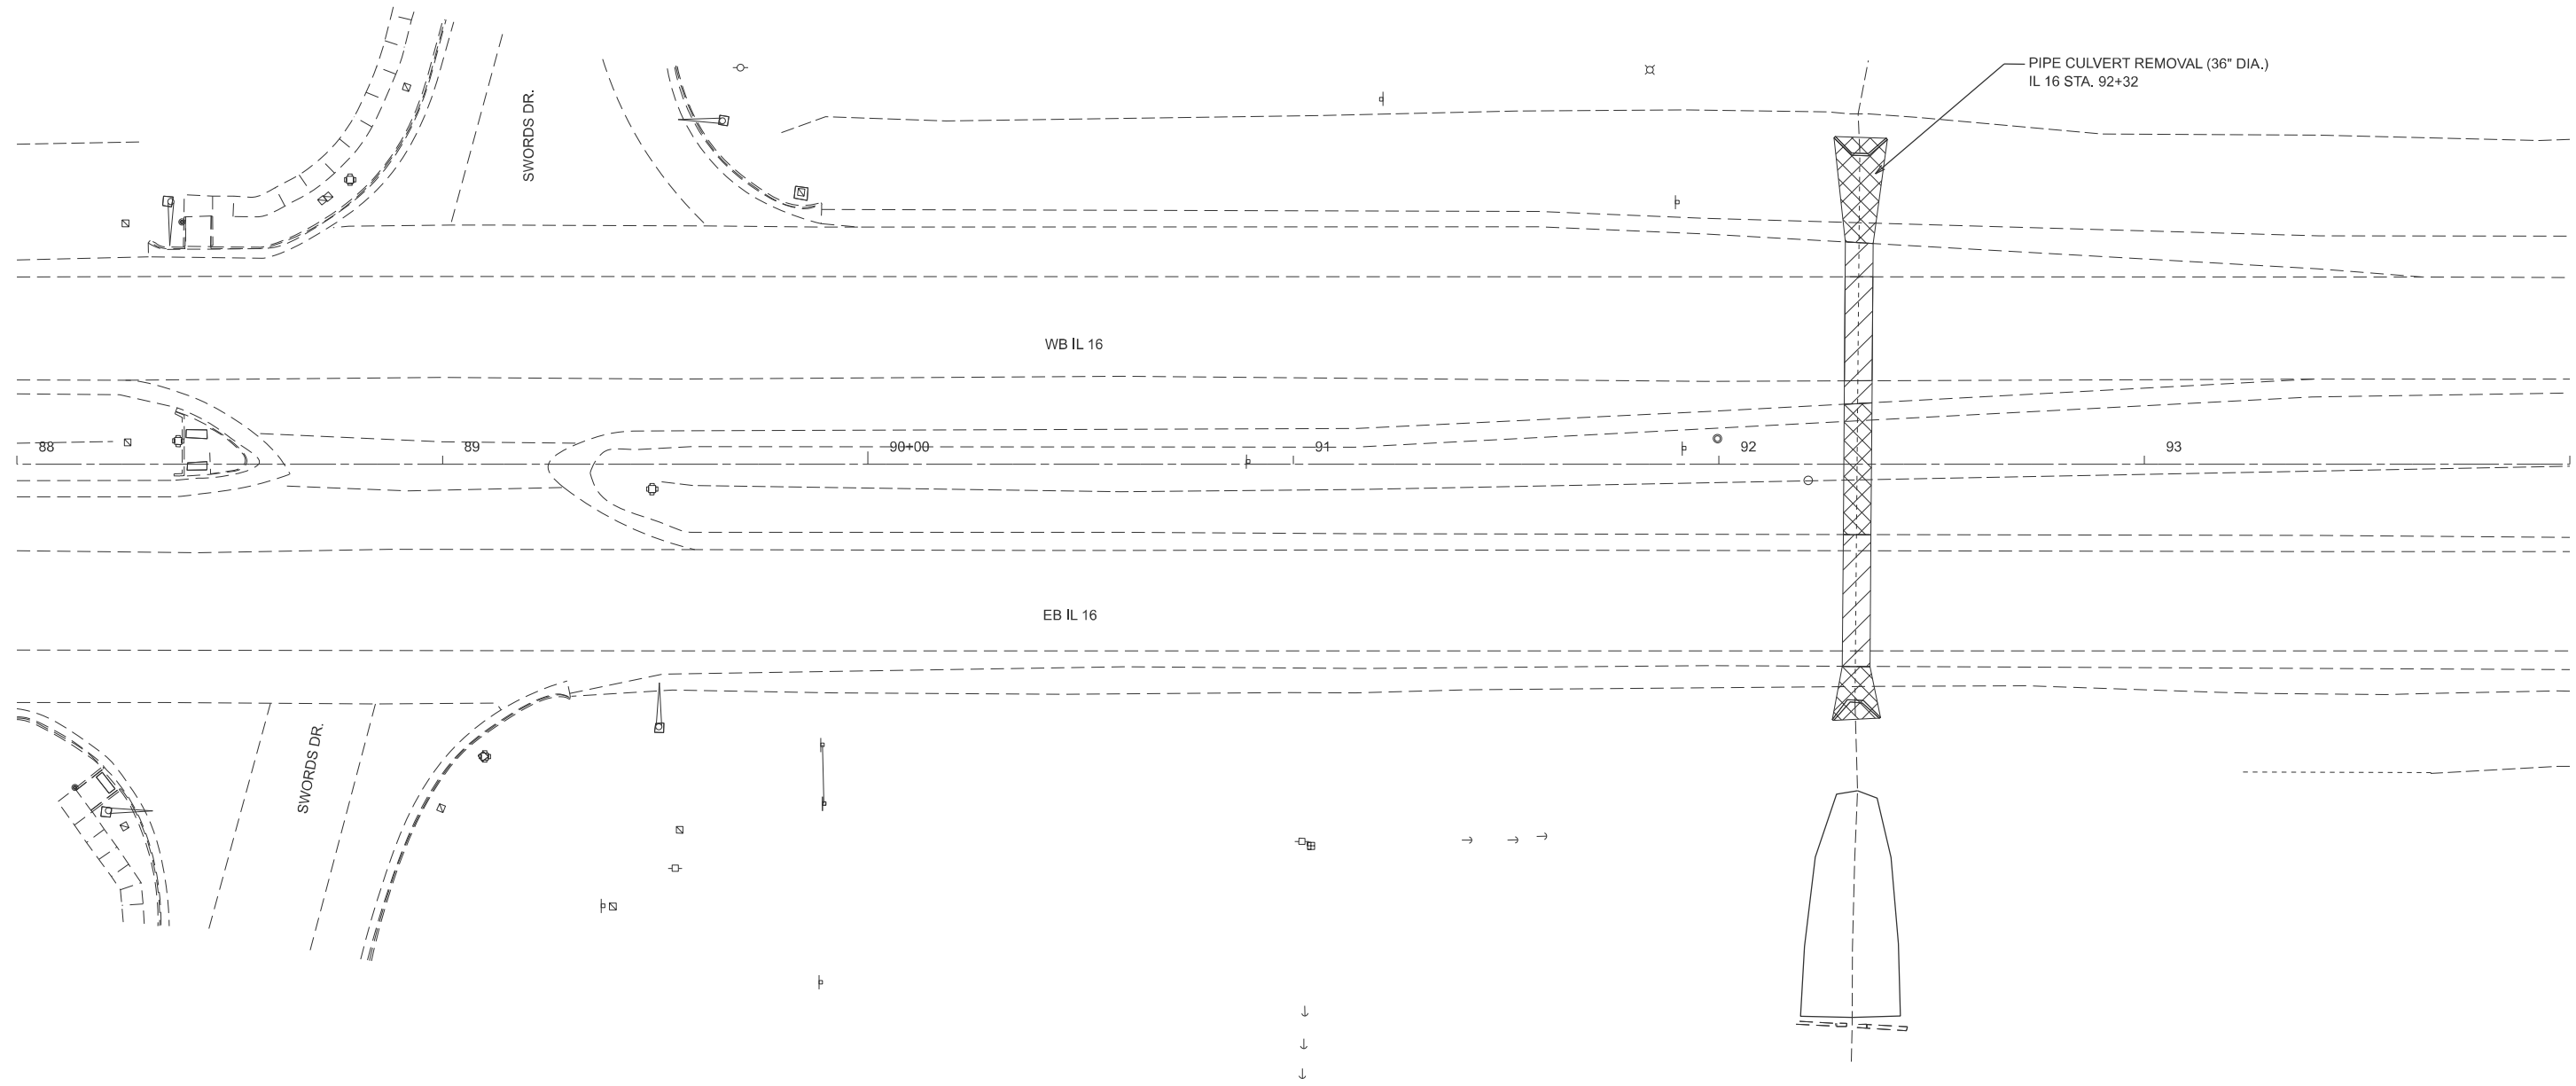 PIPE CULVERT REMOVAL (36" DIA.)
IL 16 STA. 92+32
SWORDS DR.
WB IL 16
88 89 90+00 91 92 93
EB IL 16
SWORDS DR.